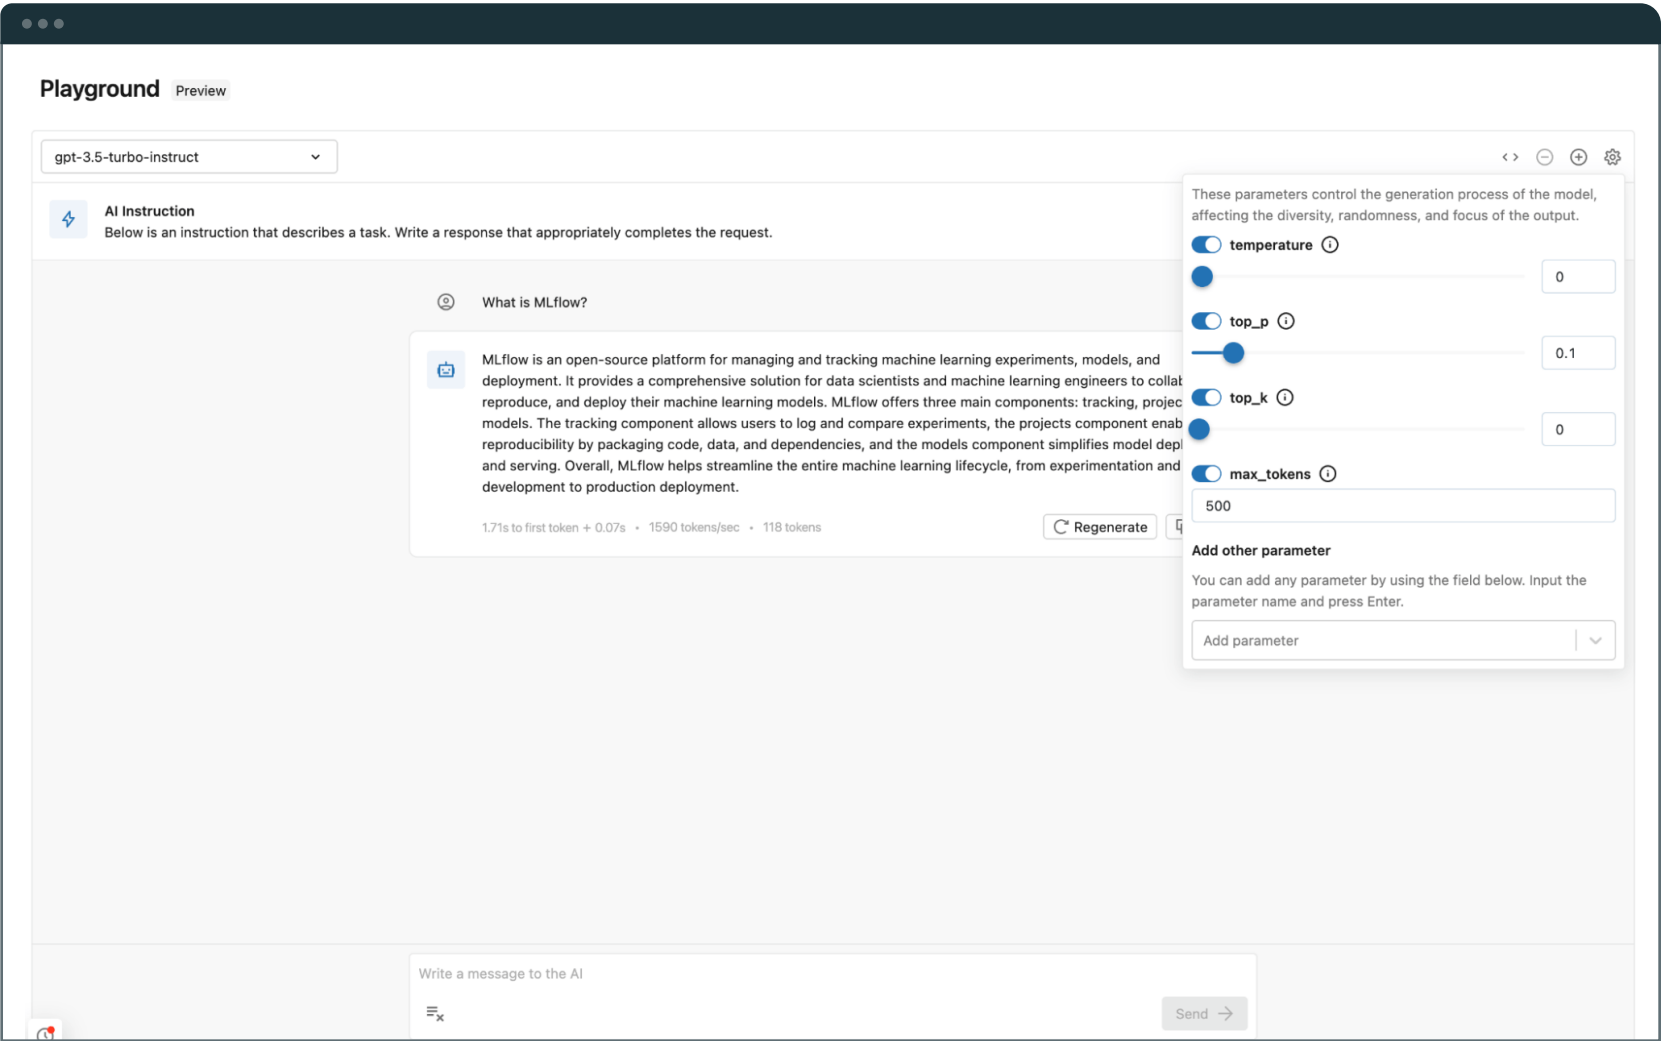 Playground Preview
gpt-3.5-turbo-instruct
AI Instruction
Below is an instruction that describes a task. Write a response that appropriately completes the request.
What is MLflow?
MLflow is an open-source platform for managing and tracking machine learning experiments, models, and
deployment. It provides a comprehensive solution for data scientists and machine learning engineers to
reproduce, and deploy their machine learning models. MLflow offers three main components: tracking,
models. The tracking component allows users to log and compare experiments, the projects component
reproducibility by packaging code, data, and dependencies, and the models component simplifies model
and serving. Overall, MLflow helps streamline the entire machine learning lifecycle, from experimentation and
development to production deployment.
1.71s to first token + 0.07s • 1590 tokens/sec • 118 tokens
Regenerate
These parameters control the generation process of the model,
affecting the diversity, randomness, and focus of the output.
temperature
0
top_p
0.1
top_k
0
max_tokens
500
Add other parameter
You can add any parameter by using the field below. Input the
parameter name and press Enter.
Add parameter
Write a message to the AI
Send